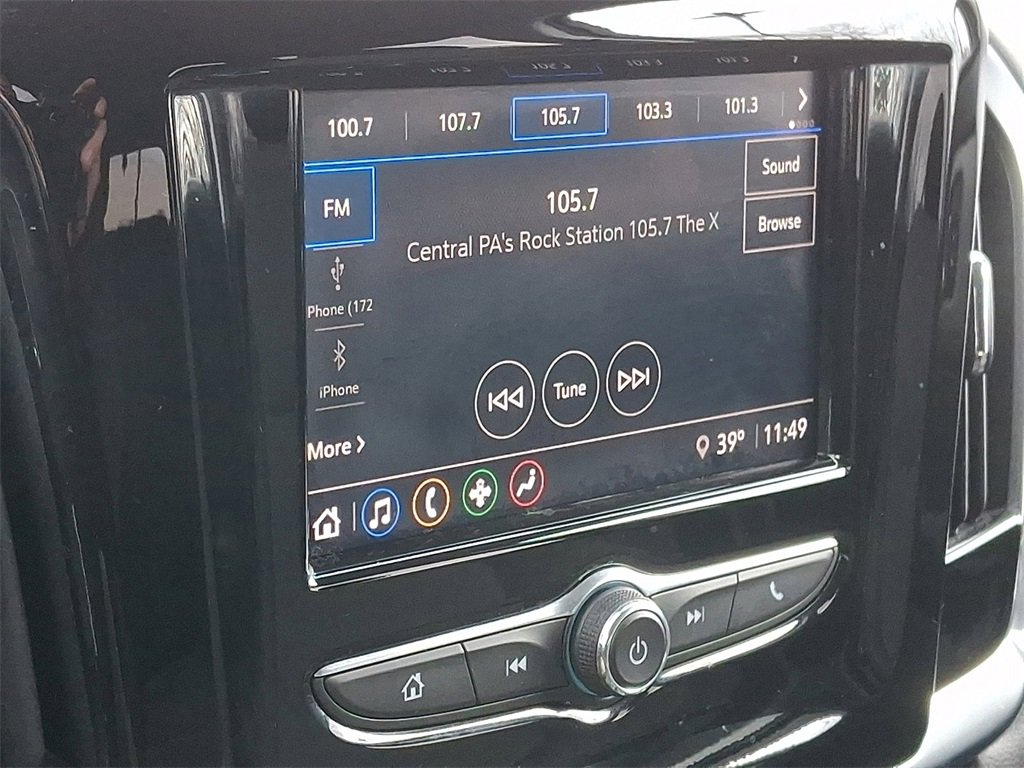 100.7 107.7 105.7 103.3 101.3
Sound
FM
105.7
Browse
Central PA's Rock Station 105.7 The X
Phone (172
iPhone
Tune
More
39° 11:49